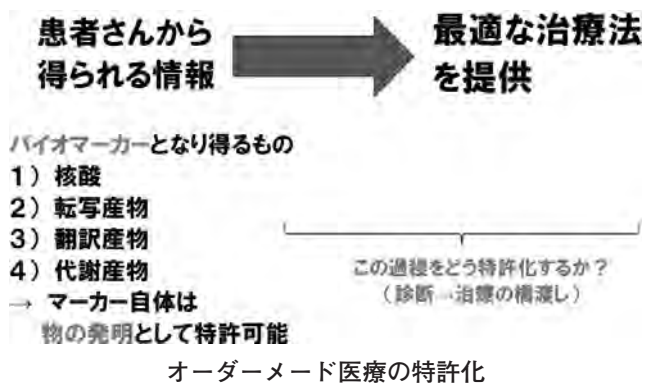 患者さんから
得られる情報
最適な治療法
を提供
バイオマーカーとなり得るもの
1）核酸
2）転写産物
3）翻訳産物
4）代謝産物
→ マーカー自体は
物の発明として特許可能
この過程をどう特許化するか？
（診断→治療の橋渡し）
オーダーメード医療の特許化